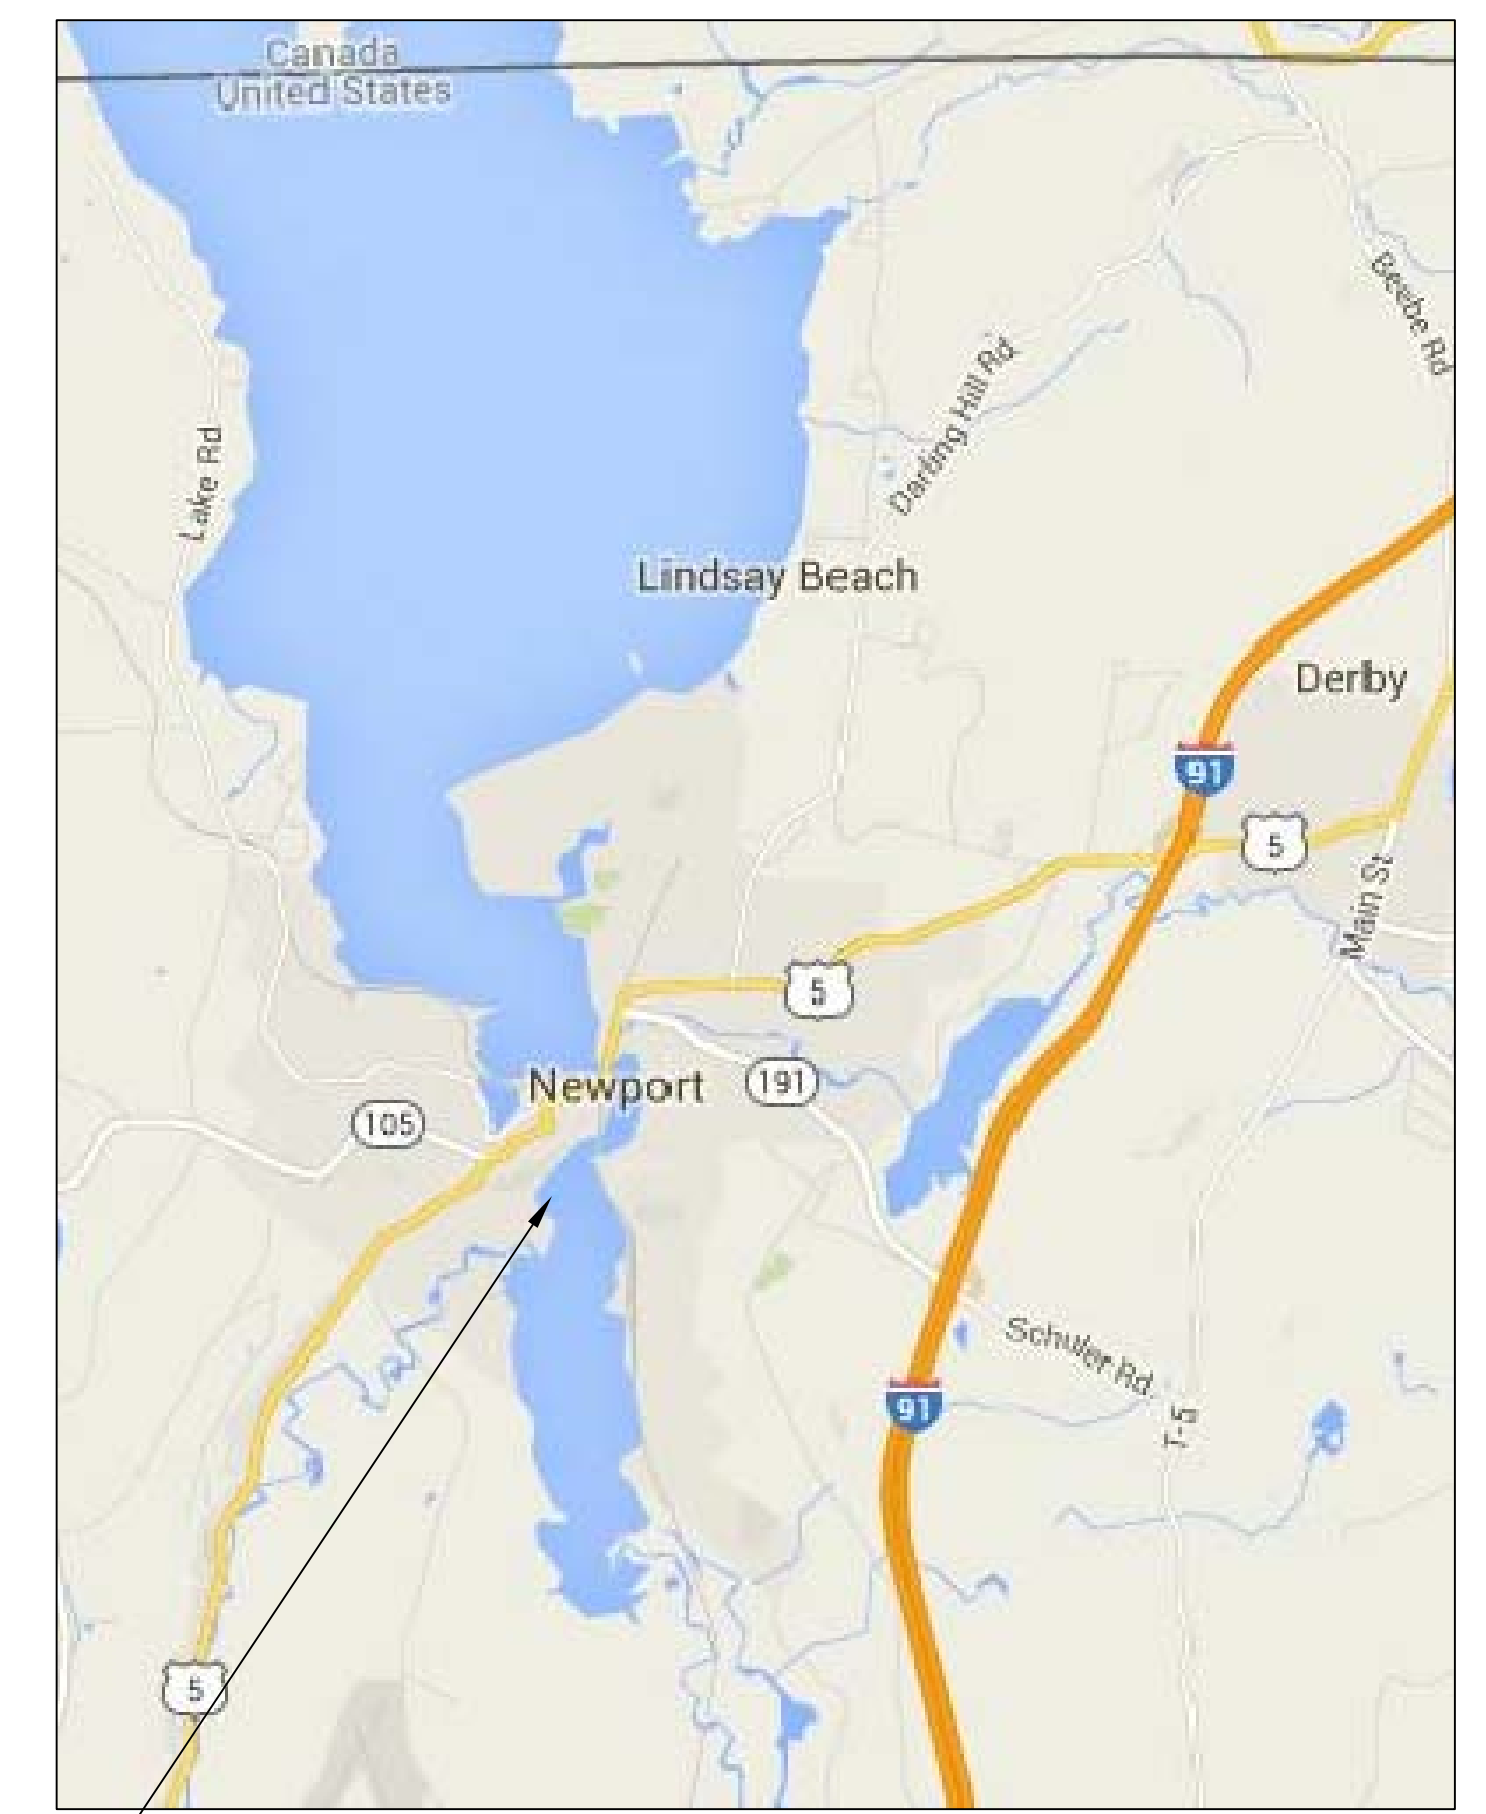 Canada
United States
Beebe Rd
Darling Hill Rd
Lake Rd
Lindsay Beach
Derby
91
5
Main St
5
Newport
191
105
Schuler Rd
91
T-5
5